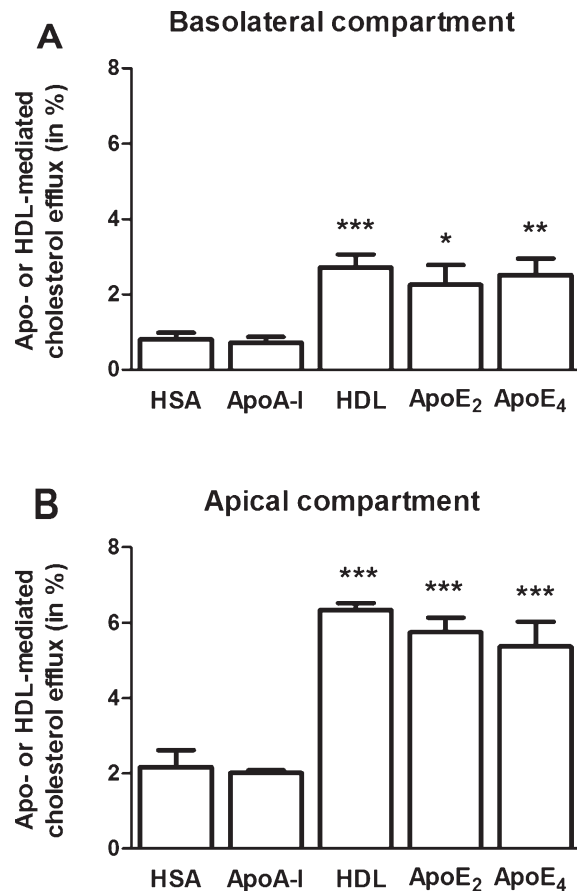 A
Basolateral compartment
Apo- or HDL-mediated
cholesterol efflux (in %)
8
6
4
2
0
***
*
**
HSA ApoA-I HDL ApoE₂ ApoE₄
B
Apical compartment
Apo- or HDL-mediated
cholesterol efflux (in %)
8
6
4
2
0
***
***
***
HSA ApoA-I HDL ApoE₂ ApoE₄